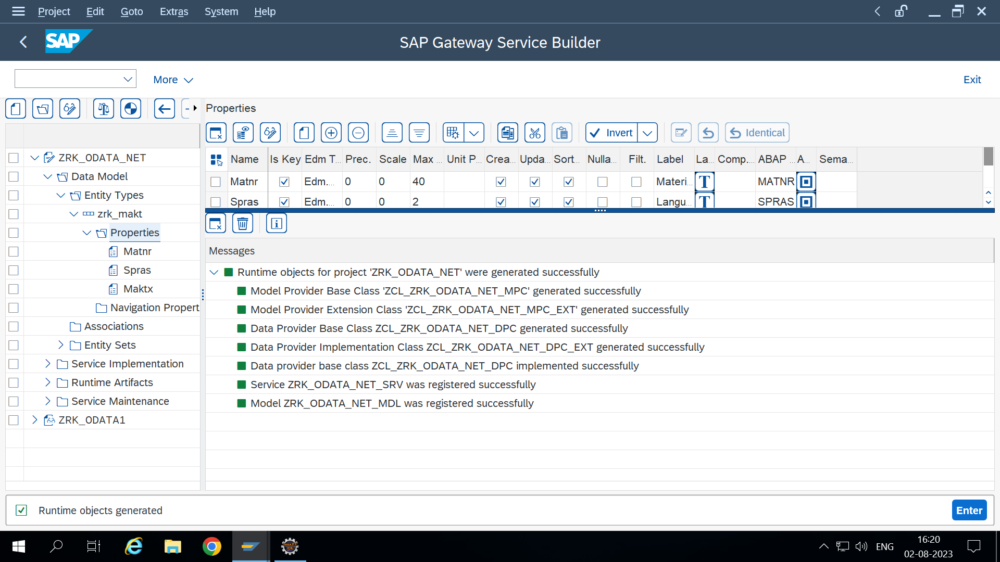 Project Edit Goto Extras System Help
SAP SAP Gateway Service Builder
More Exit
Properties
Invert Identical
Name Is Key Edm T... Prec. Scale Max ... Unit P... Crea... Upda... Sort... Nulla... Filt. Label La... Comp.... ABAP ... A... Sema...
Matnr Edm.... 0 0 40 Materi... T MATNR
Spras Edm.... 0 0 2 Langu... T SPRAS
ZRK_ODATA_NET
Data Model
Entity Types
zrk_makt
Properties
Matnr
Spras
Maktx
Navigation Propert
Associations
Entity Sets
Service Implementation
Runtime Artifacts
Service Maintenance
ZRK_ODATA1
Messages
Runtime objects for project 'ZRK_ODATA_NET' were generated successfully
Model Provider Base Class 'ZCL_ZRK_ODATA_NET_MPC' generated successfully
Model Provider Extension Class 'ZCL_ZRK_ODATA_NET_MPC_EXT' generated successfully
Data Provider Base Class ZCL_ZRK_ODATA_NET_DPC generated successfully
Data Provider Implementation Class ZCL_ZRK_ODATA_NET_DPC_EXT generated successfully
Data provider base class ZCL_ZRK_ODATA_NET_DPC implemented successfully
Service ZRK_ODATA_NET_SRV was registered successfully
Model ZRK_ODATA_NET_MDL was registered successfully
Runtime objects generated Enter
Java EE
IDE
ENG
16:20
02-08-2023